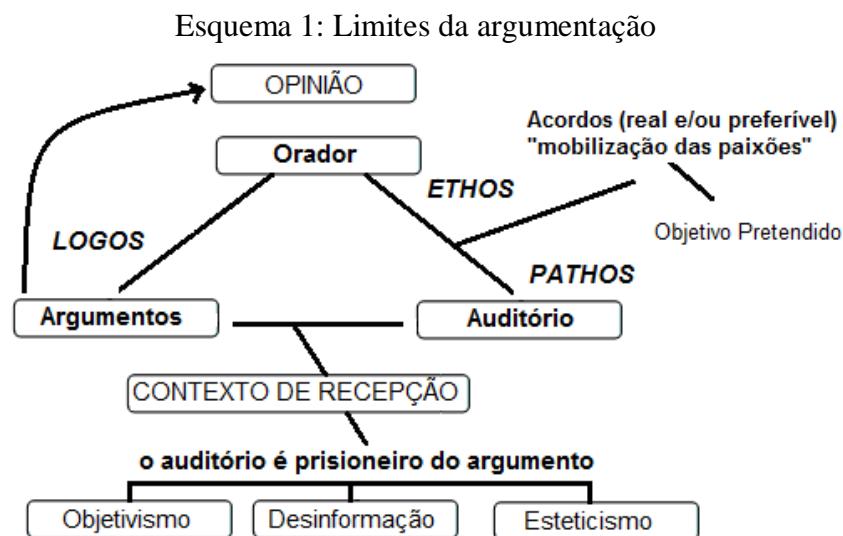 Esquema 1: Limites da argumentação
OPINIÃO
Acordos (real e/ou preferível)
"mobilização das paixões"
Orador
ETHOS
Objetivo Pretendido
LOGOS
PATHOS
Argumentos
Auditório
CONTEXTO DE RECEPÇÃO
o auditório é prisioneiro do argumento
Objetivismo
Desinformação
Esteticismo